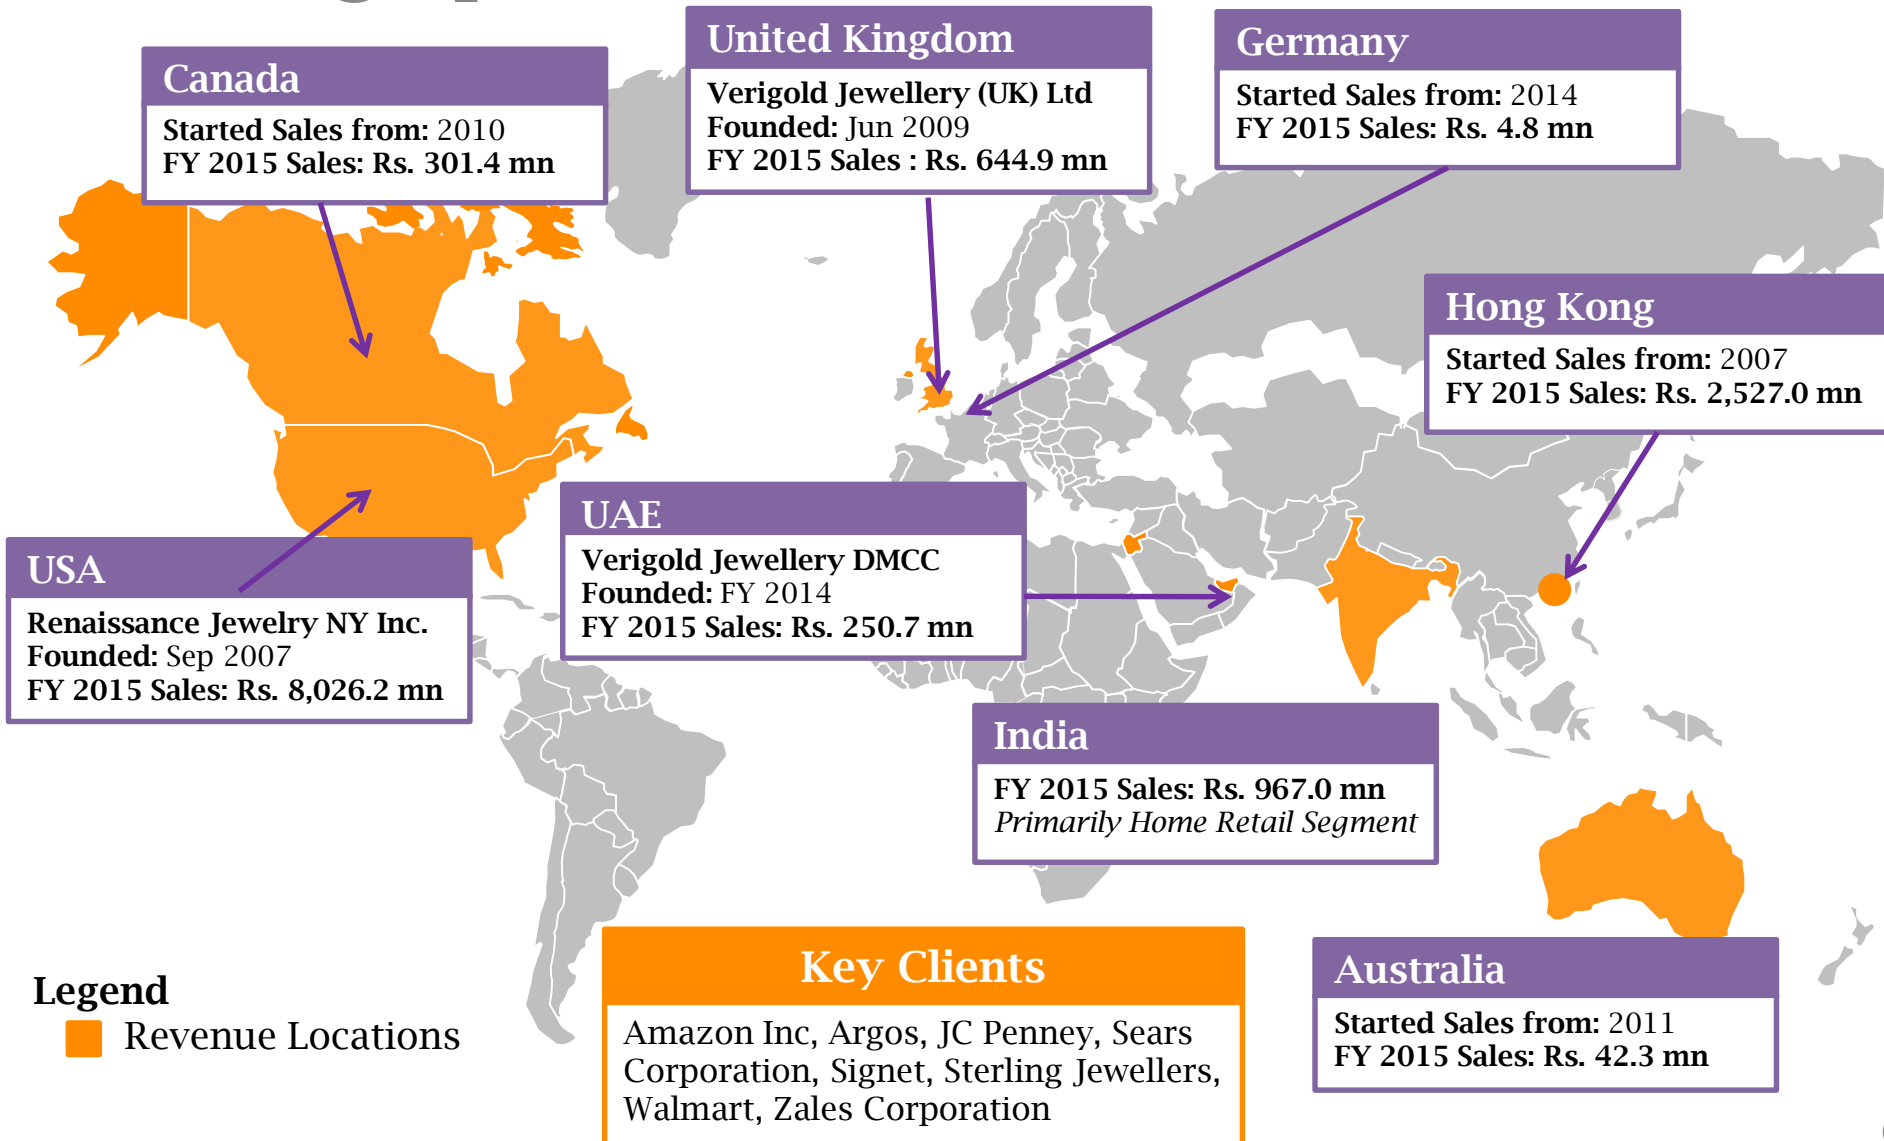 Canada
Started Sales from: 2010
FY 2015 Sales: Rs. 301.4 mn
United Kingdom
Verigold Jewellery (UK) Ltd
Founded: Jun 2009
FY 2015 Sales : Rs. 644.9 mn
Germany
Started Sales from: 2014
FY 2015 Sales: Rs. 4.8 mn
Hong Kong
Started Sales from: 2007
FY 2015 Sales: Rs. 2,527.0 mn
USA
Renaissance Jewelry NY Inc.
Founded: Sep 2007
FY 2015 Sales: Rs. 8,026.2 mn
UAE
Verigold Jewellery DMCC
Founded: FY 2014
FY 2015 Sales: Rs. 250.7 mn
India
FY 2015 Sales: Rs. 967.0 mn
Primarily Home Retail Segment
Legend
Revenue Locations
Key Clients
Amazon Inc, Argos, JC Penney, Sears
Corporation, Signet, Sterling Jewellers,
Walmart, Zales Corporation
Australia
Started Sales from: 2011
FY 2015 Sales: Rs. 42.3 mn